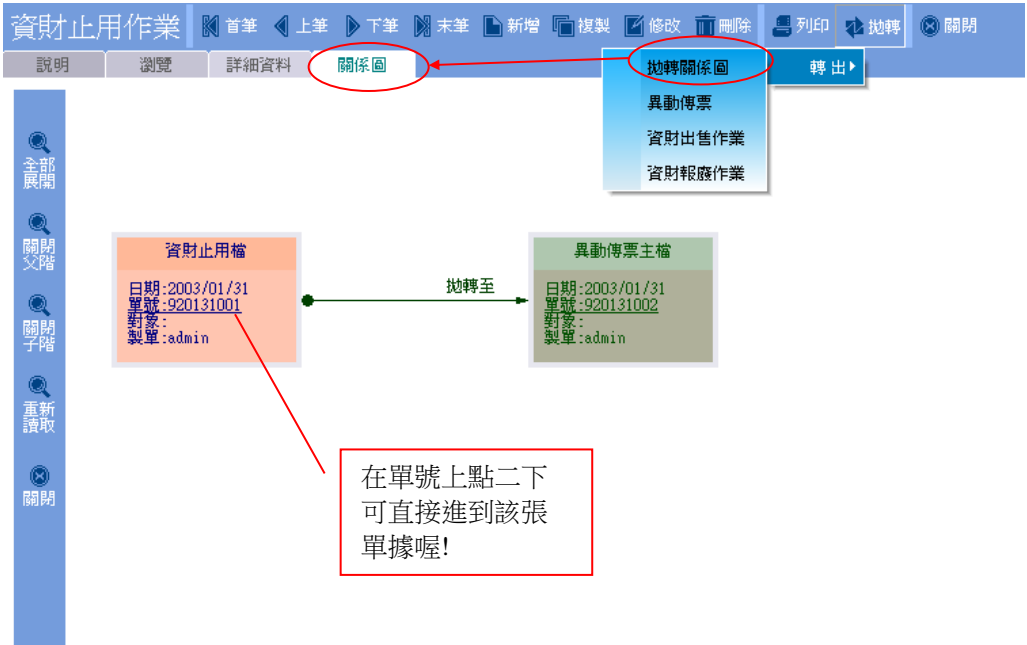 資財止用作業 首筆 上筆 下筆 末筆 新增 複製 修改 刪除 列印 拋轉 關閉
說明 瀏覽 詳細資料 關係圖
拋轉關係圖 轉出
異動傳票
資財出售作業
資財報廢作業
全部
展開
關閉
父階
關閉
子階
重新
讀取
關閉
資財止用檔
日期:2003/01/31
單號:920131001
對象:
製單:admin
拋轉至
異動傳票主檔
日期:2003/01/31
單號:920131002
對象:
製單:admin
在單號上點二下
可直接進到該張
單據喔!